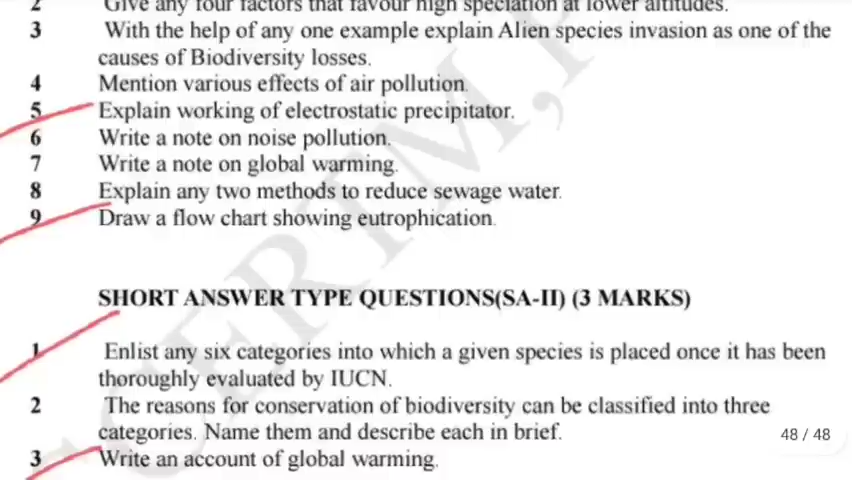 2 Give any four factors that favour high speciation at lower altitudes.
3 With the help of any one example explain Alien species invasion as one of the
causes of Biodiversity losses.
4 Mention various effects of air pollution.
5 Explain working of electrostatic precipitator.
6 Write a note on noise pollution.
7 Write a note on global warming.
8 Explain any two methods to reduce sewage water.
9 Draw a flow chart showing eutrophication.
SHORT ANSWER TYPE QUESTIONS(SA-II) (3 MARKS)
1 Enlist any six categories into which a given species is placed once it has been
thoroughly evaluated by IUCN.
2 The reasons for conservation of biodiversity can be classified into three
categories. Name them and describe each in brief.
48 / 48
3 Write an account of global warming.